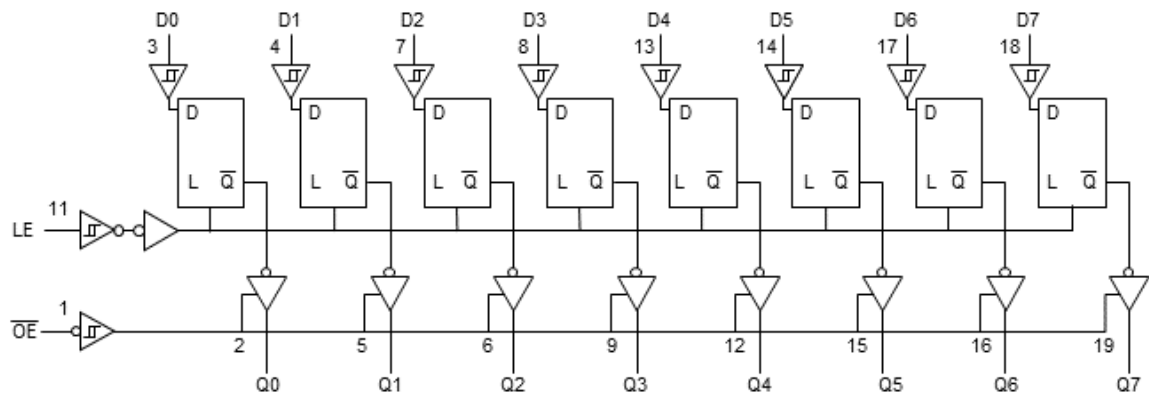 D0 D1 D2 D3 D4 D5 D6 D7
3 4 7 8 13 14 17 18
D D D D D D D D
L Q̅ L Q̅ L Q̅ L Q̅ L Q̅ L Q̅ L Q̅ L Q̅
11
LE
1
O̅E̅
2 5 6 9 12 15 16 19
Q0 Q1 Q2 Q3 Q4 Q5 Q6 Q7